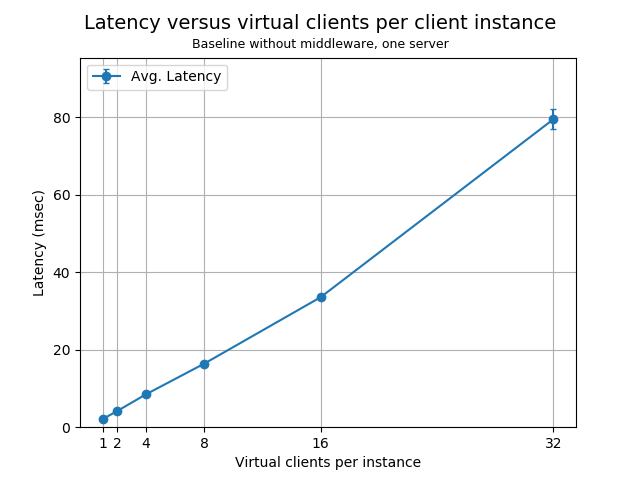 Latency versus virtual clients per client instance
Baseline without middleware, one server
Avg. Latency
Latency (msec)
80
60
40
20
0
1 2 4 8 16 32
Virtual clients per instance